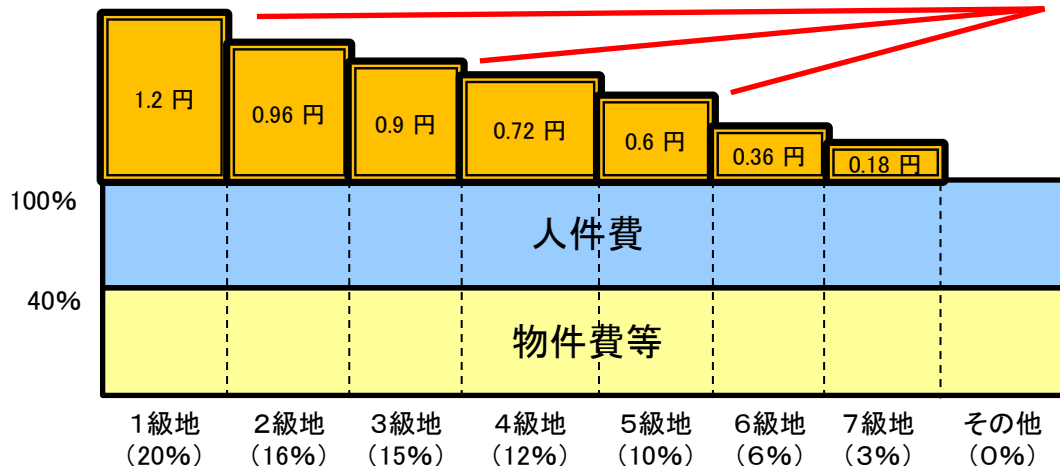 1.2 円
0.96 円
0.9 円
0.72 円
0.6 円
0.36 円
0.18 円
100%
人件費
40%
物件費等
1級地 2級地 3級地 4級地 5級地 6級地 7級地 その他
(20%) (16%) (15%) (12%) (10%) (6%) (3%) (0%)